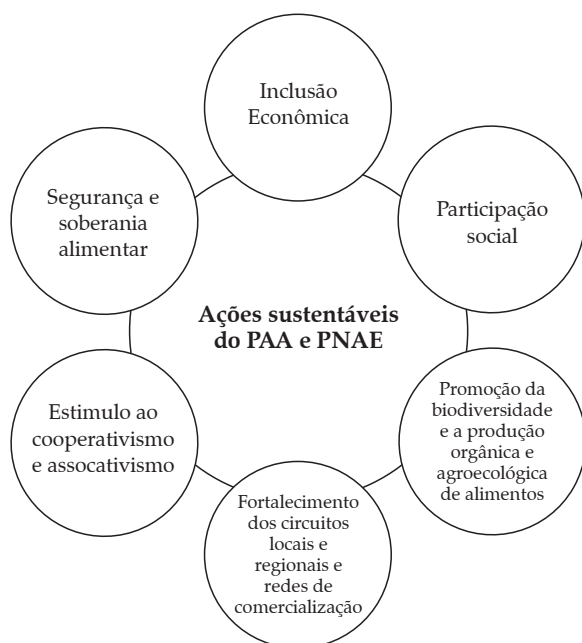 Inclusão
Econômica
Segurança e
soberania
alimentar
Participação
social
Ações sustentáveis
do PAA e PNAE
Estimulo ao
cooperativismo
e assocativismo
Promoção da
biodiversidade
e a produção
orgânica e
agroecológica
de alimentos
Fortalecimento
dos circuitos
locais e
regionais e
redes de
comercialização